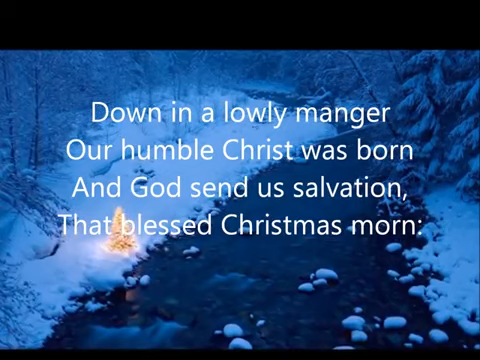 Down in a lowly manger
Our humble Christ was born
And God send us salvation,
That blessed Christmas morn: